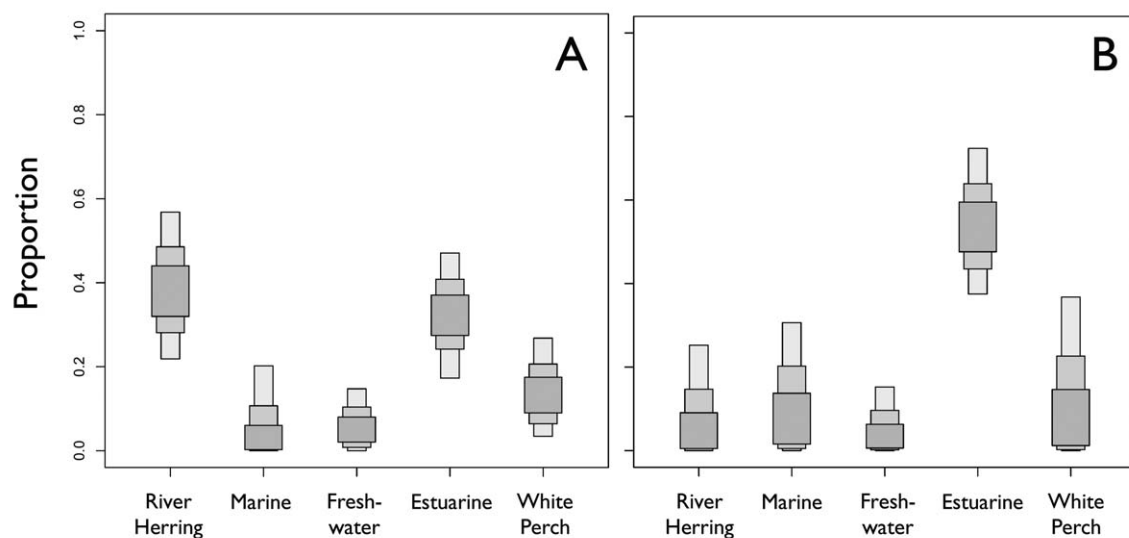 A
B
Proportion
1.0
0.8
0.6
0.4
0.2
0.0
River
Herring
Marine
Fresh-
water
Estuarine
White
Perch
River
Herring
Marine
Fresh-
water
Estuarine
White
Perch